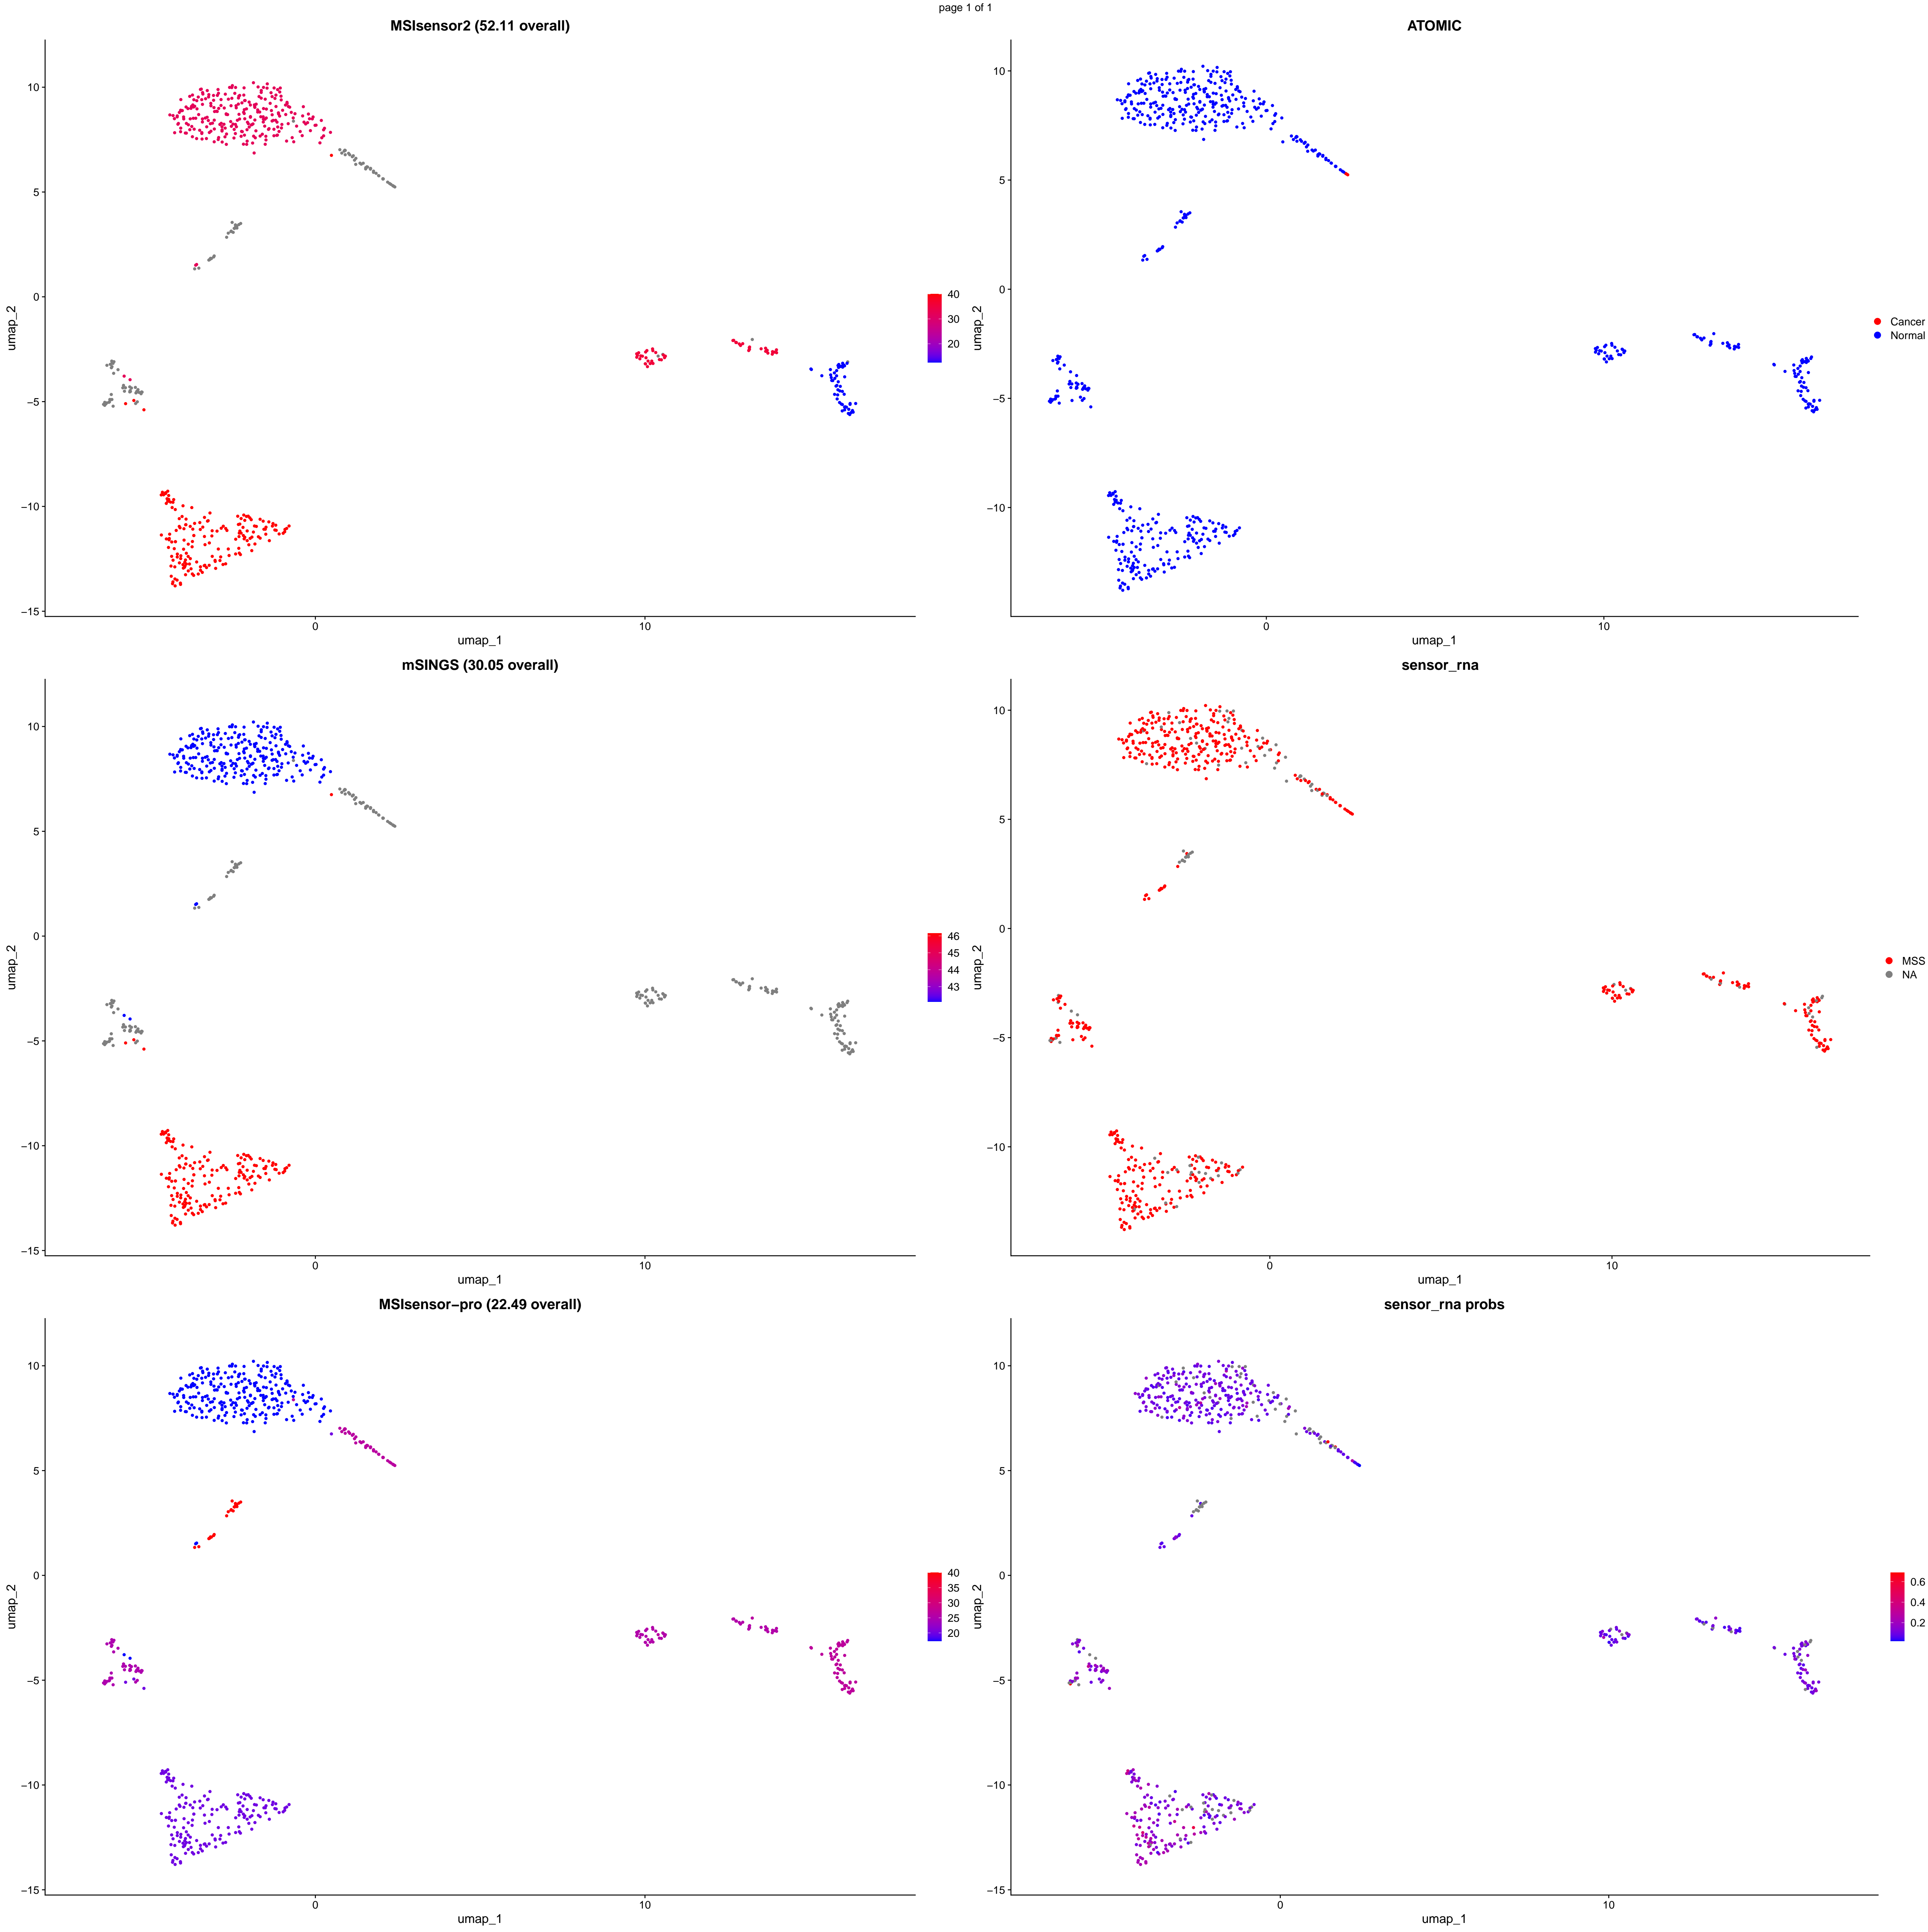 page 1 of 1
MSIsensor2 (52.11 overall)
10
5
0
−5
−10
−15
umap_2
0
10
umap_1
40
30
20
ATOMIC
10
5
0
−5
−10
umap_2
0
10
umap_1
Cancer
Normal
mSINGS (30.05 overall)
10
5
0
−5
−10
−15
umap_2
0
10
umap_1
46
45
44
43
sensor_rna
10
5
0
−5
−10
umap_2
0
10
umap_1
MSS
NA
MSIsensor−pro (22.49 overall)
10
5
0
−5
−10
−15
umap_2
0
10
umap_1
40
35
30
25
20
sensor_rna probs
10
5
0
−5
−10
−15
umap_2
0
10
umap_1
0.6
0.4
0.2